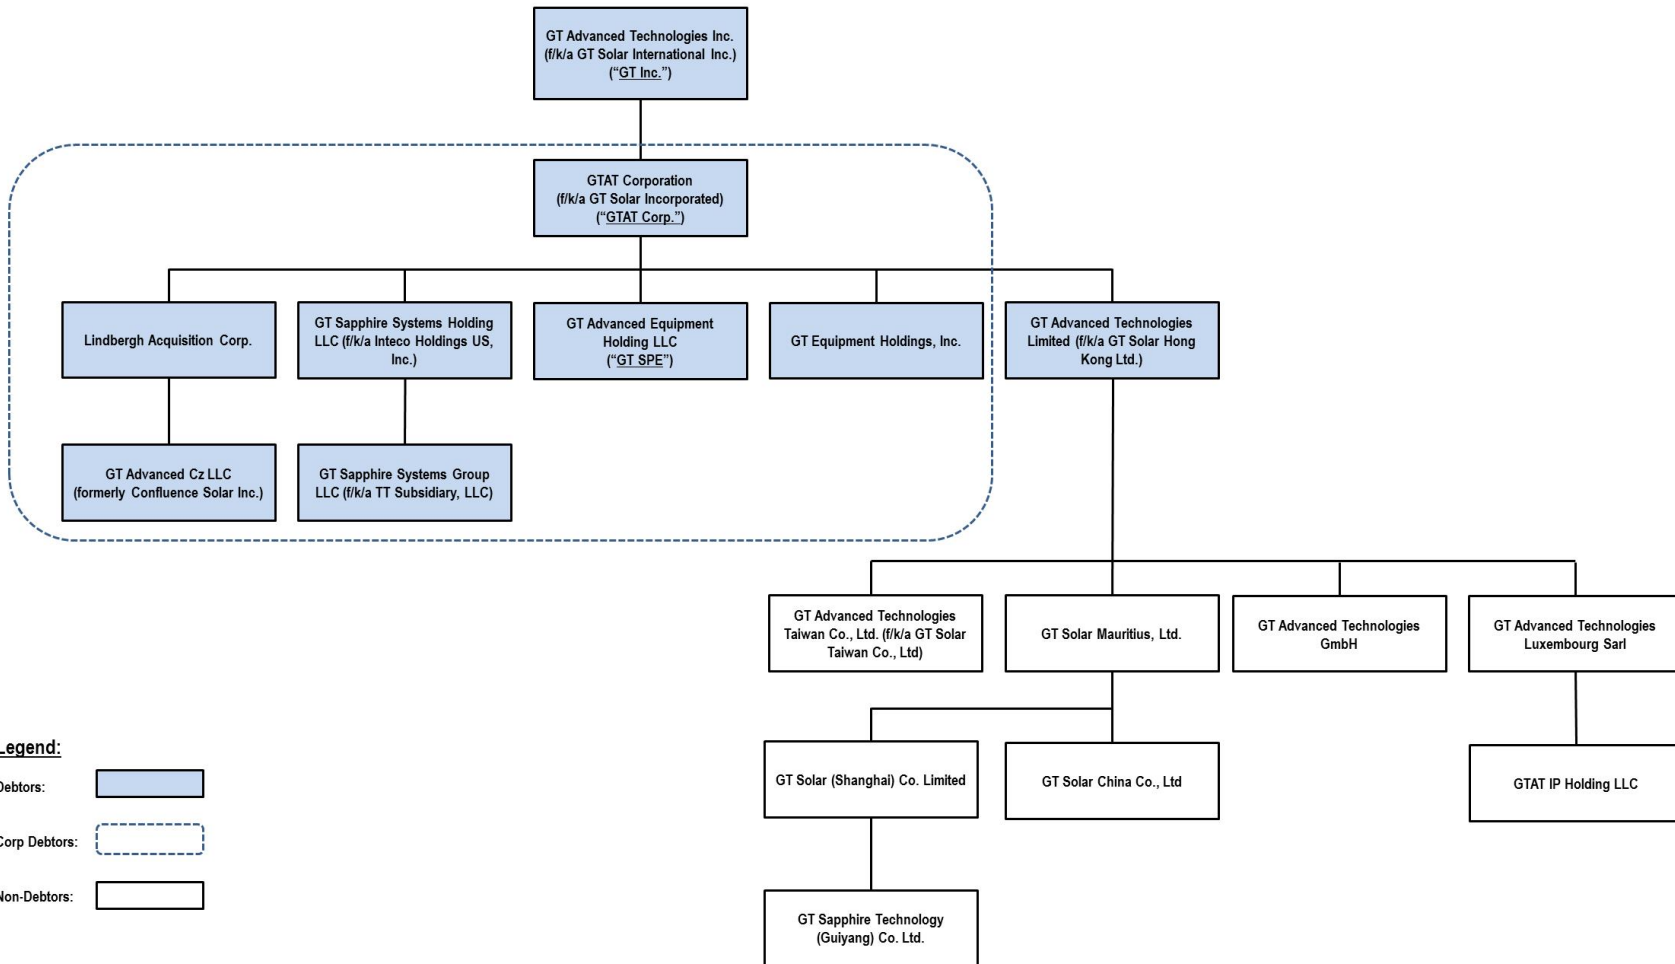 GT Advanced Technologies Inc.
(f/k/a GT Solar International Inc.)
(“GT Inc.”)
GTAT Corporation
(f/k/a GT Solar Incorporated)
(“GTAT Corp.”)
Lindbergh Acquisition Corp.
GT Sapphire Systems Holding
LLC (f/k/a Inteco Holdings US,
Inc.)
GT Advanced Equipment
Holding LLC
(“GT SPE”)
GT Equipment Holdings, Inc.
GT Advanced Technologies
Limited (f/k/a GT Solar Hong
Kong Ltd.)
GT Advanced Cz LLC
(formerly Confluence Solar Inc.)
GT Sapphire Systems Group
LLC (f/k/a TT Subsidiary, LLC)
GT Advanced Technologies
Taiwan Co., Ltd. (f/k/a GT Solar
Taiwan Co., Ltd)
GT Solar Mauritius, Ltd.
GT Advanced Technologies
GmbH
GT Advanced Technologies
Luxembourg Sarl
GT Solar (Shanghai) Co. Limited
GT Solar China Co., Ltd
GTAT IP Holding LLC
GT Sapphire Technology
(Guiyang) Co. Ltd.
Legend:
Debtors:
Corp Debtors:
Non-Debtors: